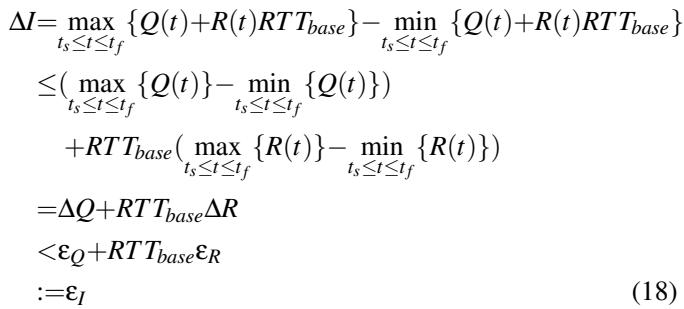 ΔI=max_{t_s≤t≤t_f}{Q(t)+R(t)RTT_{base}}−min_{t_s≤t≤t_f}{Q(t)+R(t)RTT_{base}}
≤(max_{t_s≤t≤t_f}{Q(t)}−min_{t_s≤t≤t_f}{Q(t)})
+RTT_{base}(max_{t_s≤t≤t_f}{R(t)}−min_{t_s≤t≤t_f}{R(t)})
=ΔQ+RTT_{base}ΔR
<ε_Q+RTT_{base}ε_R
:=ε_I (18)